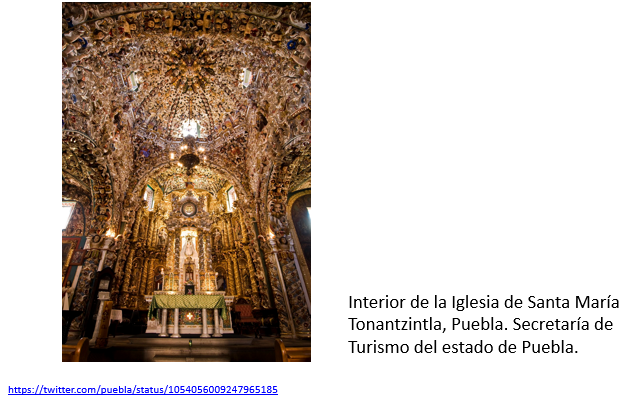 Interior de la Iglesia de Santa María
Tonantzintla, Puebla. Secretaría de
Turismo del estado de Puebla.
https://twitter.com/puebla/status/1054056009247965185